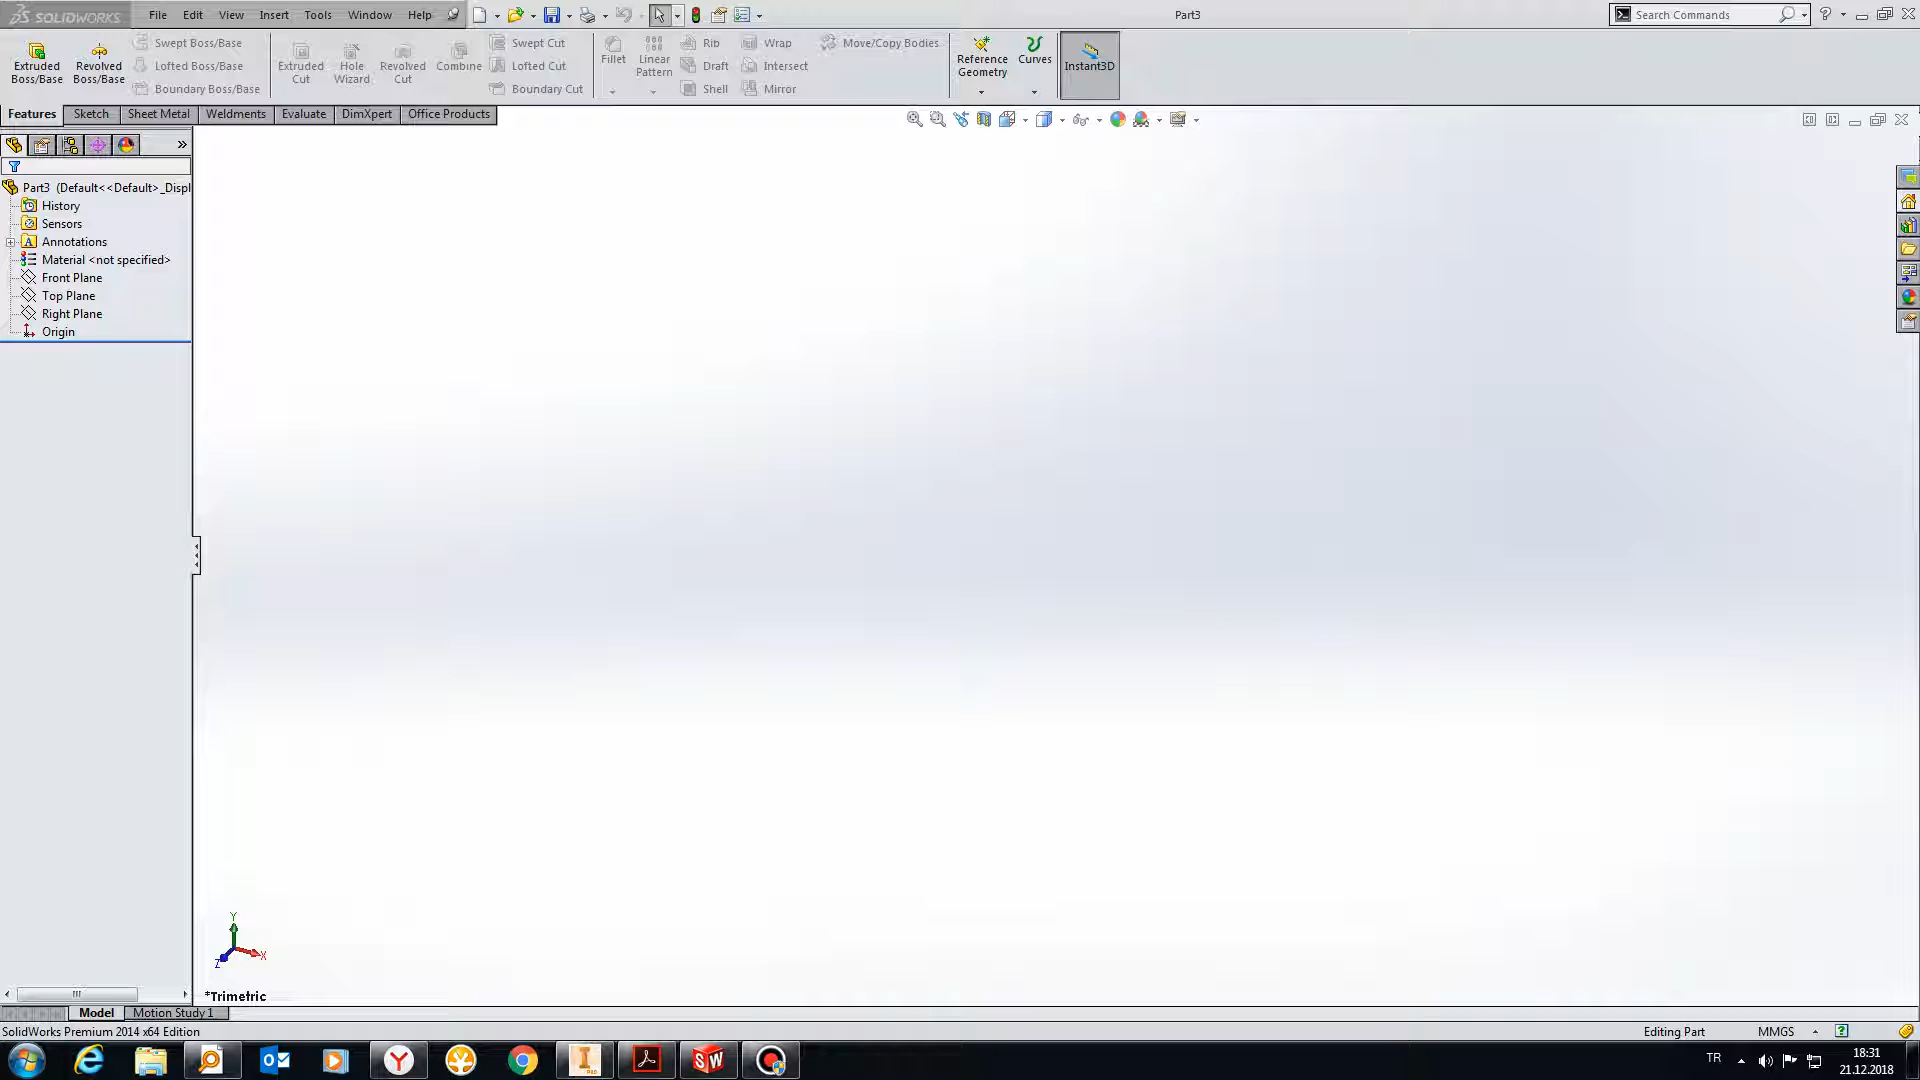 SOLIDWORKS File Edit View Insert Tools Window Help Part3 Search Commands
Extruded Boss/Base
Revolved Boss/Base
Swept Boss/Base
Lofted Boss/Base
Boundary Boss/Base
Extruded Cut
Hole Wizard
Revolved Cut
Combine
Swept Cut
Lofted Cut
Boundary Cut
Fillet
Linear Pattern
Rib
Draft
Shell
Wrap
Intersect
Mirror
Move/Copy Bodies
Reference Geometry
Curves
Instant3D
Features Sketch Sheet Metal Weldments Evaluate DimXpert Office Products
Part3 (Default<<Default>_Displ
History
Sensors
Annotations
Material <not specified>
Front Plane
Top Plane
Right Plane
Origin
Y
X
Z
*Trimetric
Model Motion Study 1
SolidWorks Premium 2014 x64 Edition Editing Part MMGS
TR 18:31
21.12.2018